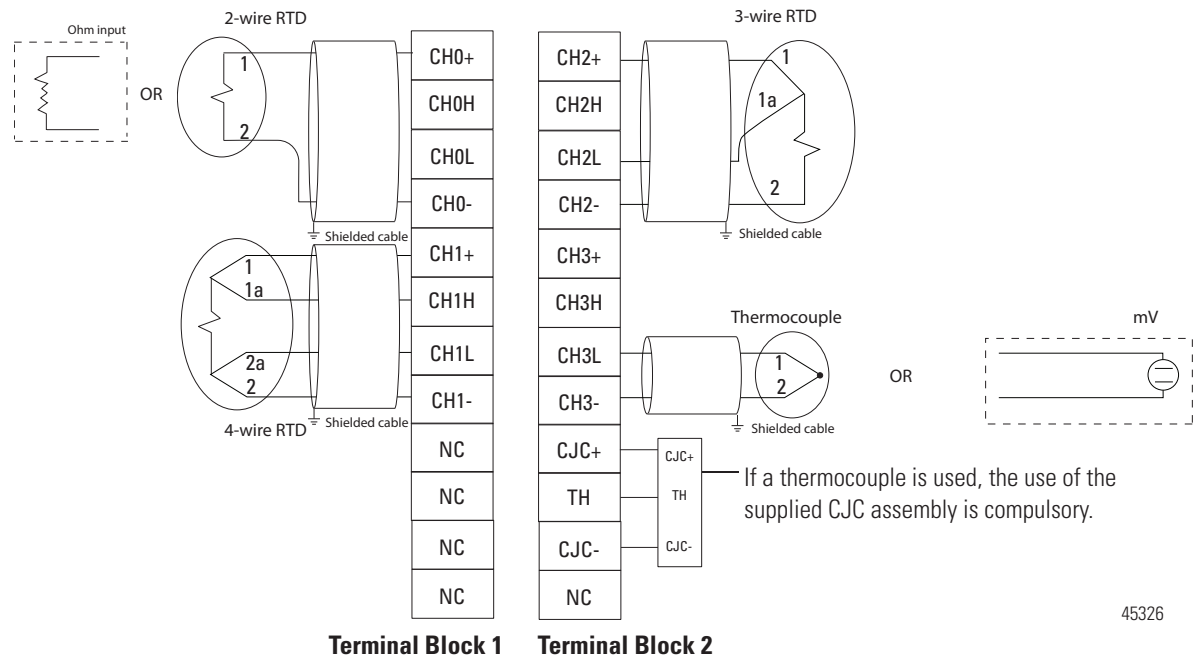 2-wire RTD
Ohm input
OR
1
2
Shielded cable
1
1a
2a
2
Shielded cable
4-wire RTD
CH0+
CH0H
CH0L
CH0-
CH1+
CH1H
CH1L
CH1-
NC
NC
NC
NC
Terminal Block 1
CH2+
CH2H
CH2L
CH2-
CH3+
CH3H
CH3L
CH3-
CJC+
TH
CJC-
NC
Terminal Block 2
3-wire RTD
1
1a
2
Shielded cable
Thermocouple
1
2
Shielded cable
OR
mV
CJC+
TH
CJC-
If a thermocouple is used, the use of the
supplied CJC assembly is compulsory.
45326